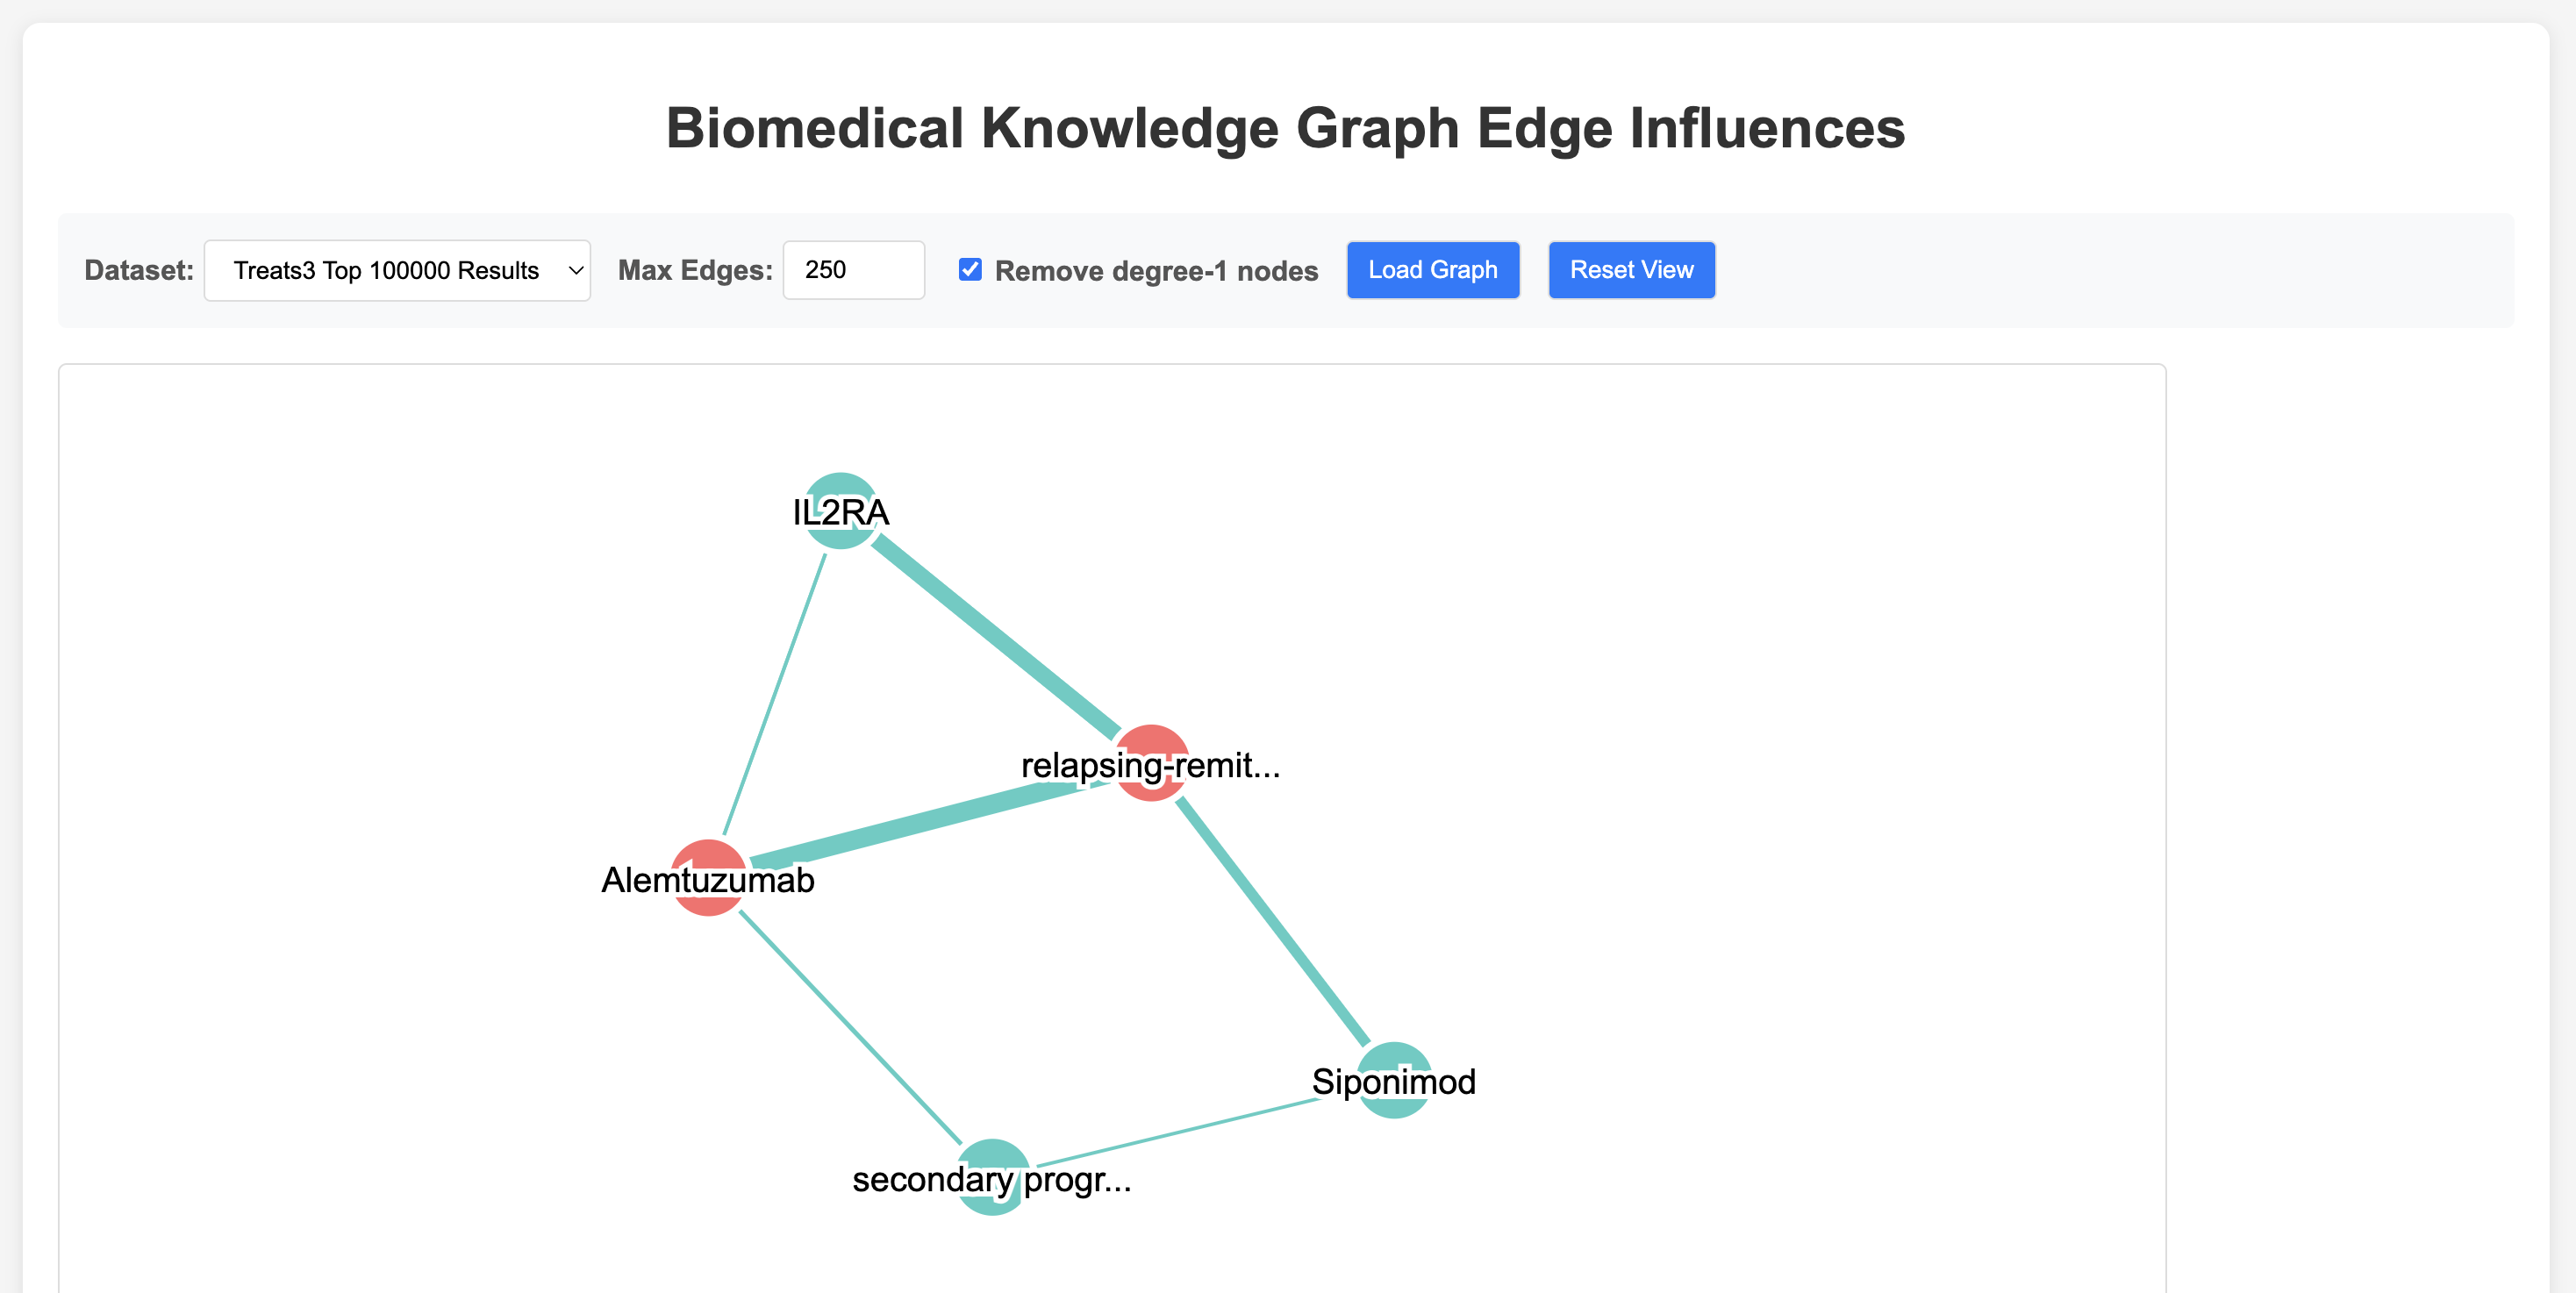 Biomedical Knowledge Graph Edge Influences
Dataset: Treats3 Top 100000 Results Max Edges: 250 Remove degree-1 nodes Load Graph Reset View
IL2RA
relapsing-remit...
Alemtuzumab
Siponimod
secondary progr...